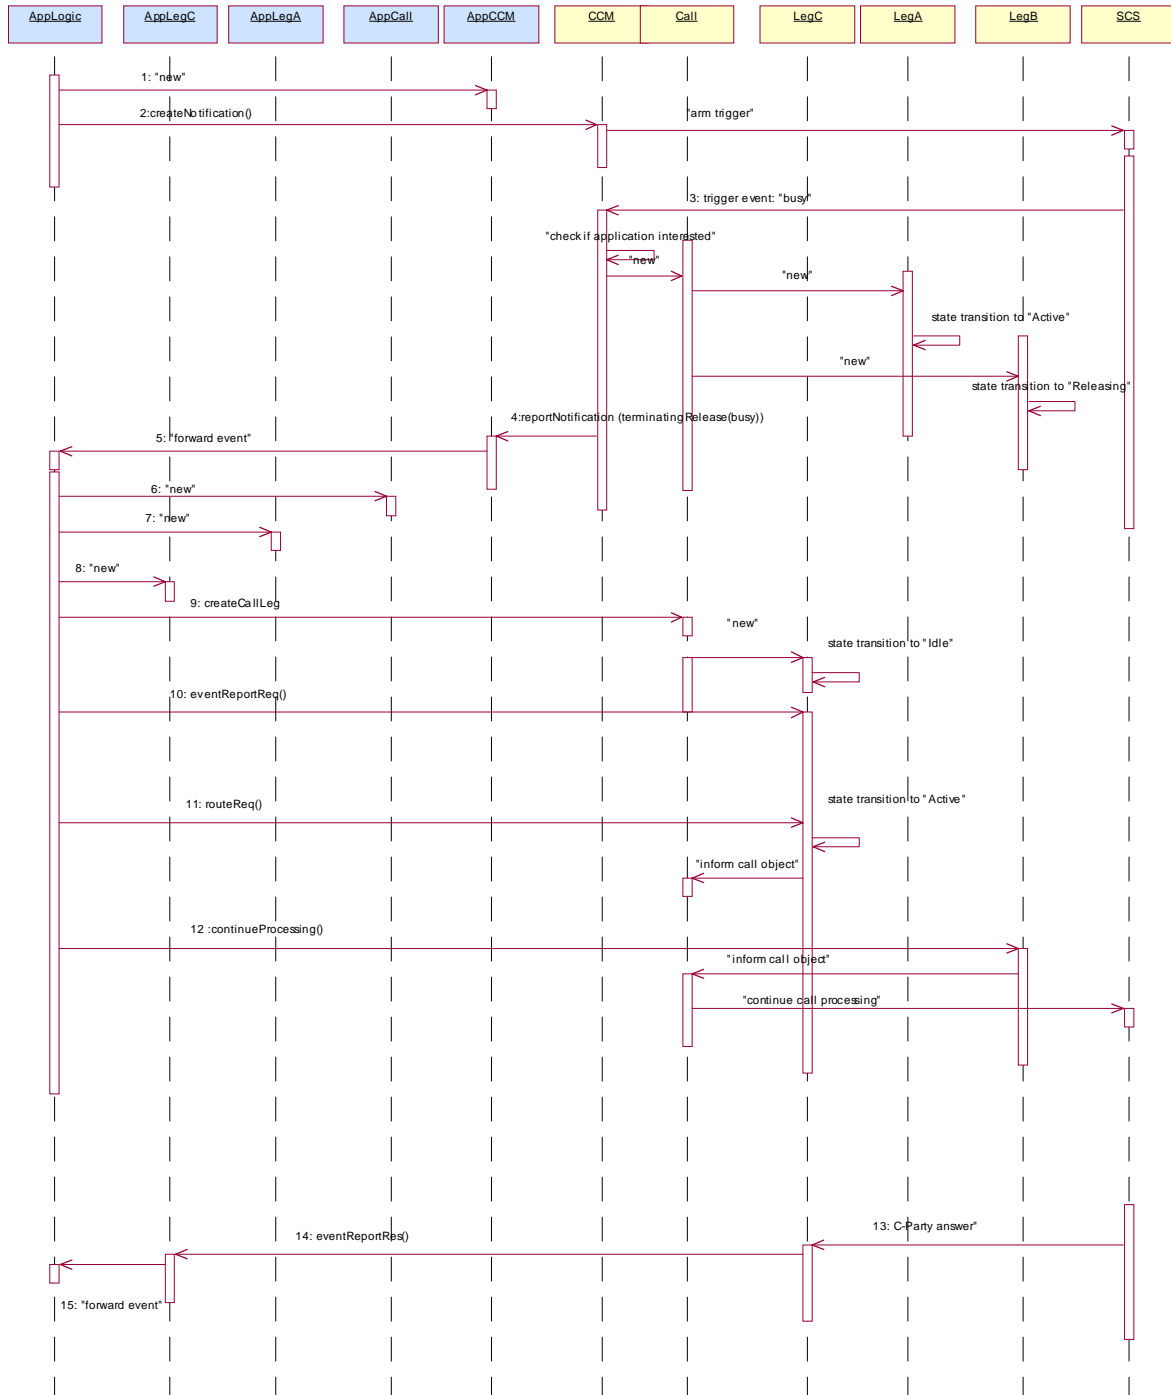 AppLogic
AppLegC
AppLegA
AppCall
AppCCM
CCM
Call
LegC
LegA
LegB
SCS
1: "new"
2:createNotification()
"arm trigger"
3: trigger event: "busy"
"check if application interested"
"new"
"new"
state transition to "Active"
"new"
state transition to "Releasing"
4:reportNotification (terminatingRelease(busy))
5: "forward event"
6: "new"
7: "new"
8: "new"
9: createCallLeg
"new"
state transition to "Idle"
10: eventReportReq()
11: routeReq()
state transition to "Active"
"inform call object"
12 :continueProcessing()
"inform call object"
"continue call processing"
13: C-Party answer"
14: eventReportRes()
15: "forward event"